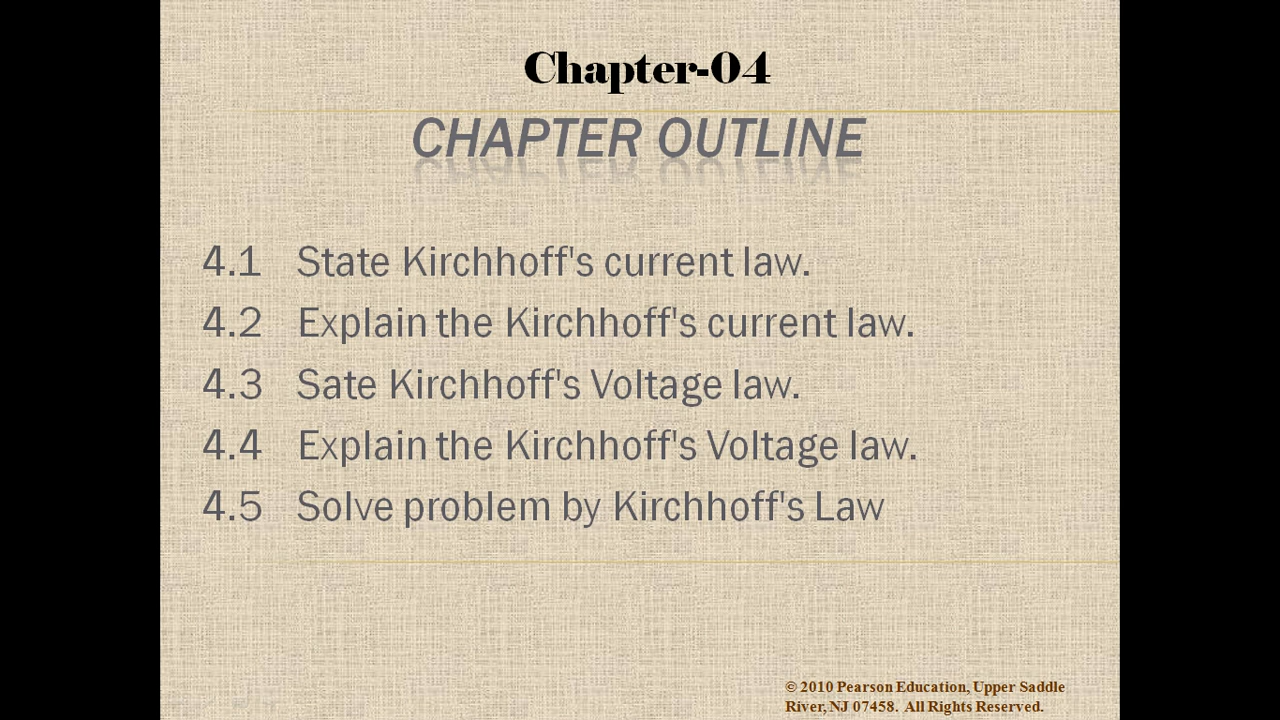 Chapter-04
CHAPTER OUTLINE
4.1 State Kirchhoff's current law.
4.2 Explain the Kirchhoff's current law.
4.3 Sate Kirchhoff's Voltage law.
4.4 Explain the Kirchhoff's Voltage law.
4.5 Solve problem by Kirchhoff's Law
© 2010 Pearson Education, Upper Saddle
River, NJ 07458. All Rights Reserved.